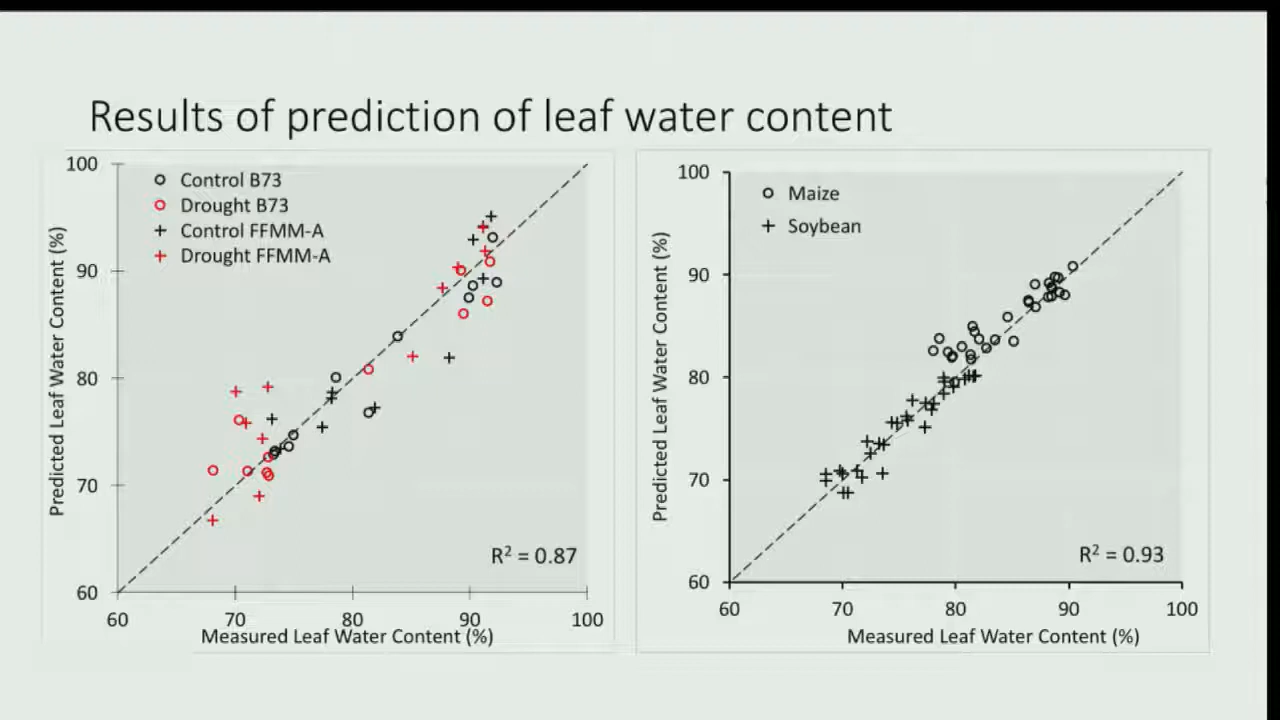 Results of prediction of leaf water content
100
90
80
70
60
60 70 80 90 100
Predicted Leaf Water Content (%)
Measured Leaf Water Content (%)
Control B73
Drought B73
Control FFMM-A
Drought FFMM-A
R² = 0.87
100
90
80
70
60
60 70 80 90 100
Predicted Leaf Water Content (%)
Measured Leaf Water Content (%)
Maize
Soybean
R² = 0.93